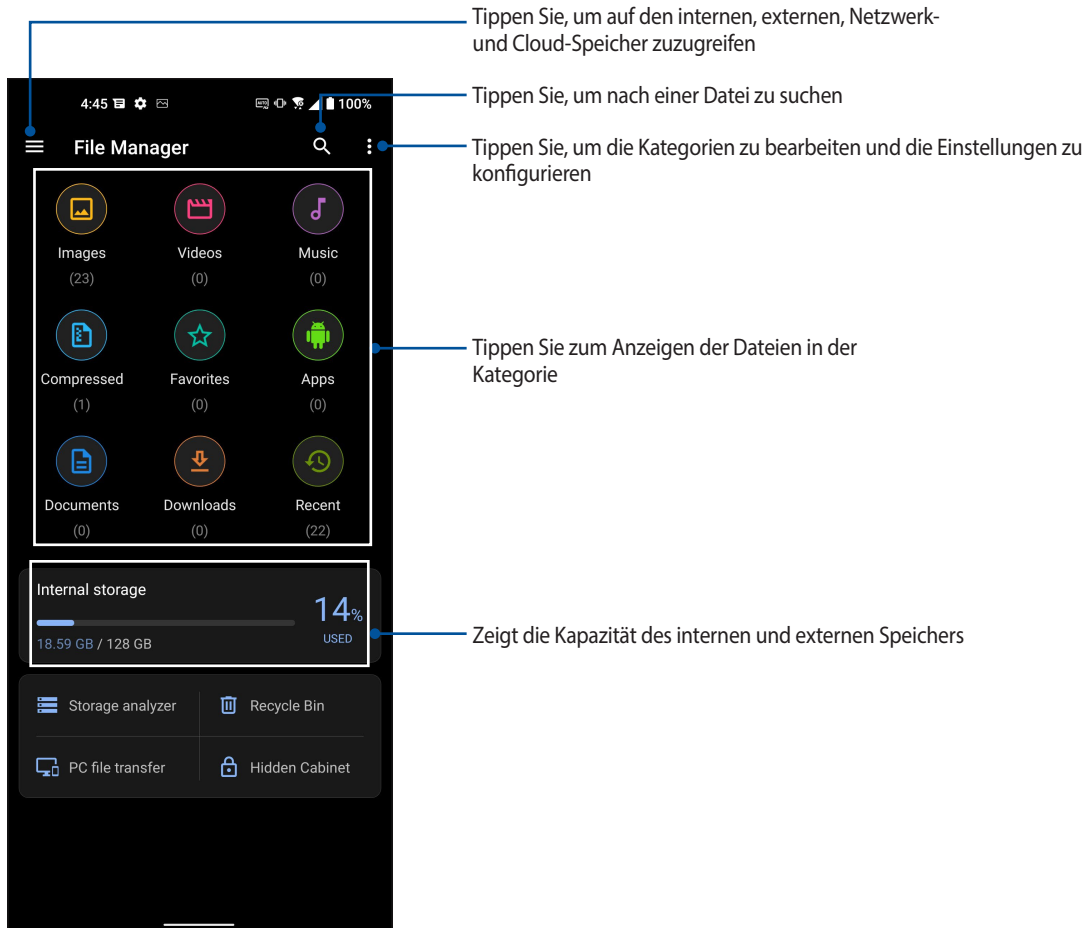 Tippen Sie, um auf den internen, externen, Netzwerk-
und Cloud-Speicher zuzugreifen
4:45
100%
Tippen Sie, um nach einer Datei zu suchen
File Manager
Tippen Sie, um die Kategorien zu bearbeiten und die Einstellungen zu
konfigurieren
Images
Videos
Music
(23)
(0)
(0)
Compressed
Favorites
Apps
(1)
(0)
(0)
Tippen Sie zum Anzeigen der Dateien in der
Kategorie
Documents
Downloads
Recent
(0)
(0)
(22)
Internal storage
14%
USED
18.59 GB / 128 GB
Zeigt die Kapazität des internen und externen Speichers
Storage analyzer
Recycle Bin
PC file transfer
Hidden Cabinet